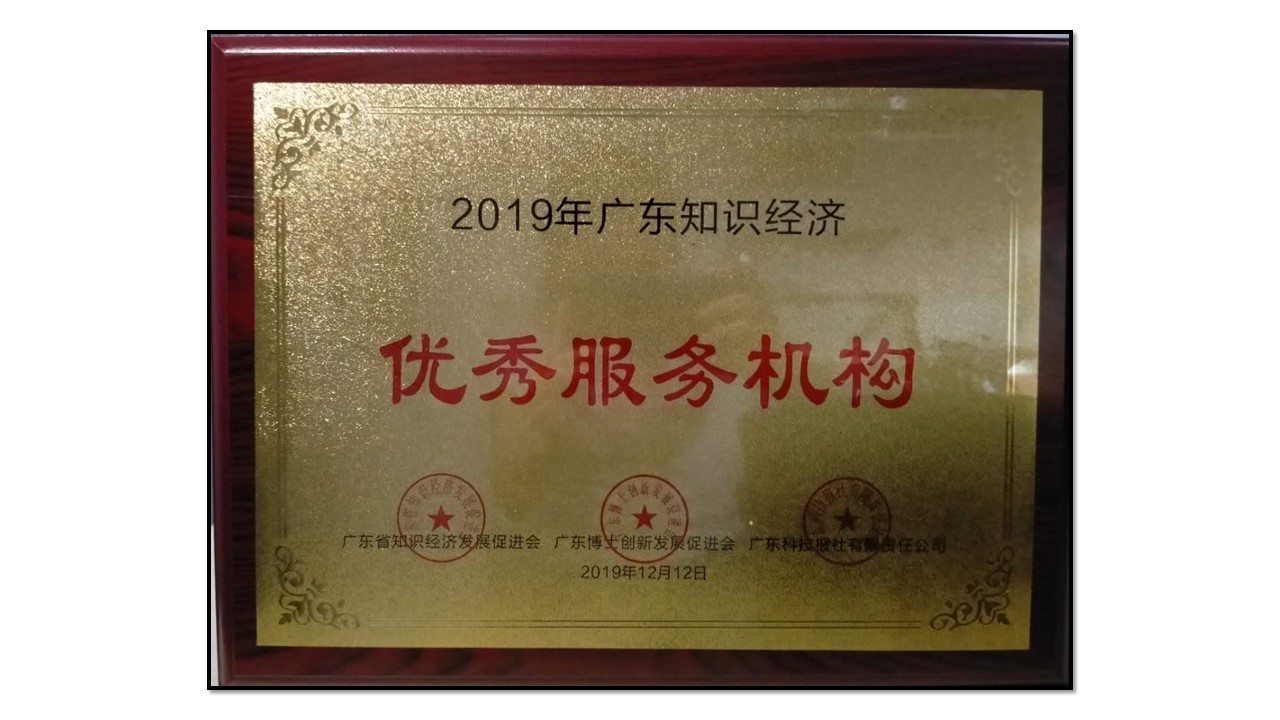 2019年广东知识经济
优秀服务机构
广东省知识经济发展促进会 广东博士创新发展促进会 广东科技报社有限责任公司
2019年12月12日